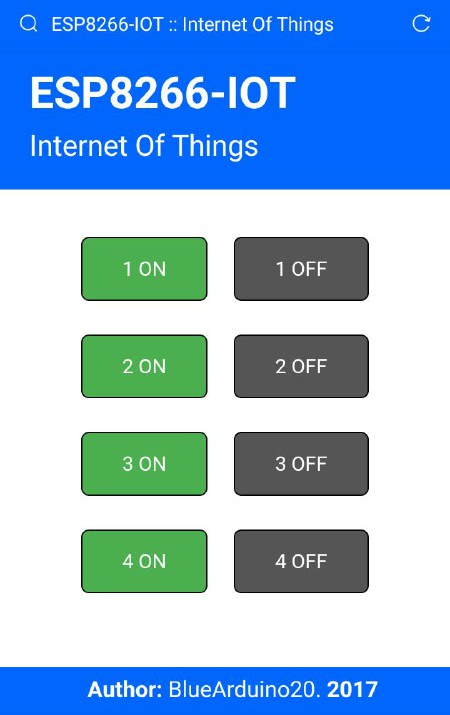 ESP8266-IOT :: Internet Of Things
ESP8266-IOT
Internet Of Things
1 ON 1 OFF
2 ON 2 OFF
3 ON 3 OFF
4 ON 4 OFF
Author: BlueArduino20. 2017